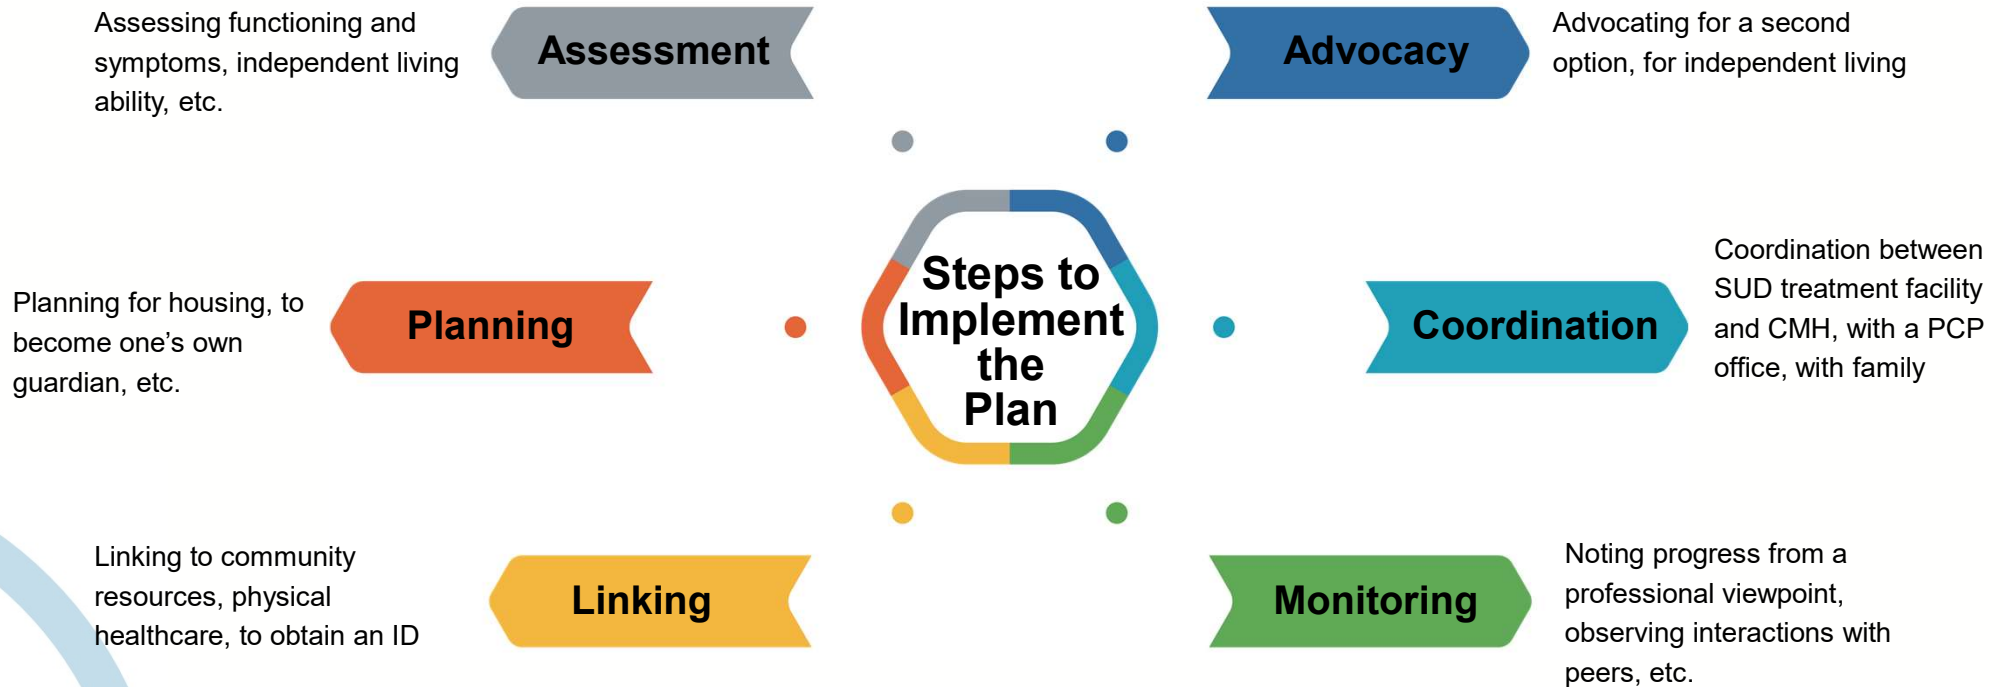 Assessing functioning and
symptoms, independent living
ability, etc.
Assessment
Advocacy
Advocating for a second
option, for independent living
Planning for housing, to
become one’s own
guardian, etc.
Planning
Steps to
Implement
the
Plan
Coordination
Coordination between
SUD treatment facility
and CMH, with a PCP
office, with family
Linking to community
resources, physical
healthcare, to obtain an ID
Linking
Monitoring
Noting progress from a
professional viewpoint,
observing interactions with
peers, etc.